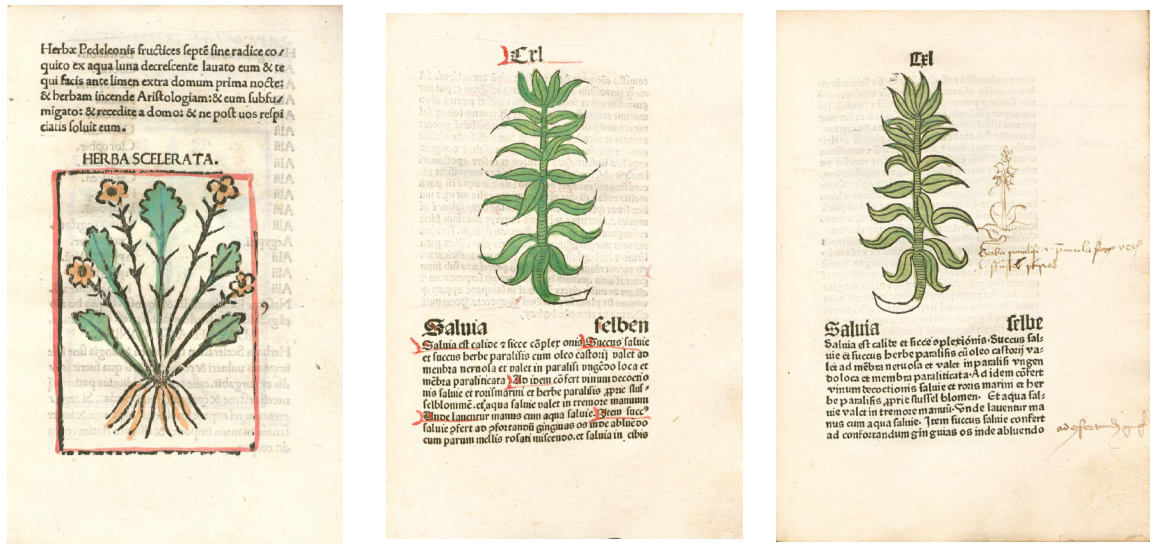 Herbæ Pedeleonis fructices septē sine radice co/
quito ex aqua luna decrescente lauato eum & te
qui facis ante limen extra domum prima nocte:
& herbam incende Aristologiam: & eum subfu/
migato: & recedite a domo: & ne post uos respi
ciatis soluit eum.
HERBA SCELERATA.
Cxl
Saluia selben
Saluia est calide ⁊ sicce cōplex onis Succus saluie
et succus herbe paralisis cum oleo castorij valet ad
membra neruosa et valet in paralisi vngēdo loca et
mēbra paraliticata Ad idem cōfert vinum decoctio
nis saluie et rorismarini et herbe paralisis ꝓprie slus'
selblommē. et aqua saluie valet in tremore manuum
Unde lauentur manus cum aqua saluie. Item succꝰ
saluie ꝯfert ad ꝯfortandū gingiuas os inde abluēdo
cum parum mellis rosati miscendo. et saluia in cibis
Cxl
Saluia selbe
Saluia est calide et sicce ꝯplexiōnis. Succus sal-
uie et succus herbe paralisis cū oleo castorij va-
let ad mēbra neruosa et valet in paralisi vngen
do loca et membra paraliticata. Ad idem cōfert
vinum decoctionis saluie et roris marini et her
be paralisis ꝓprie slussel blomen. Et aqua sal-
uie valet in tremore manuū. Unde lauentur ma
nus cum aqua saluie. Item succus saluie confert
ad confortandum gingiuas os inde abluendo
Herba paralisis